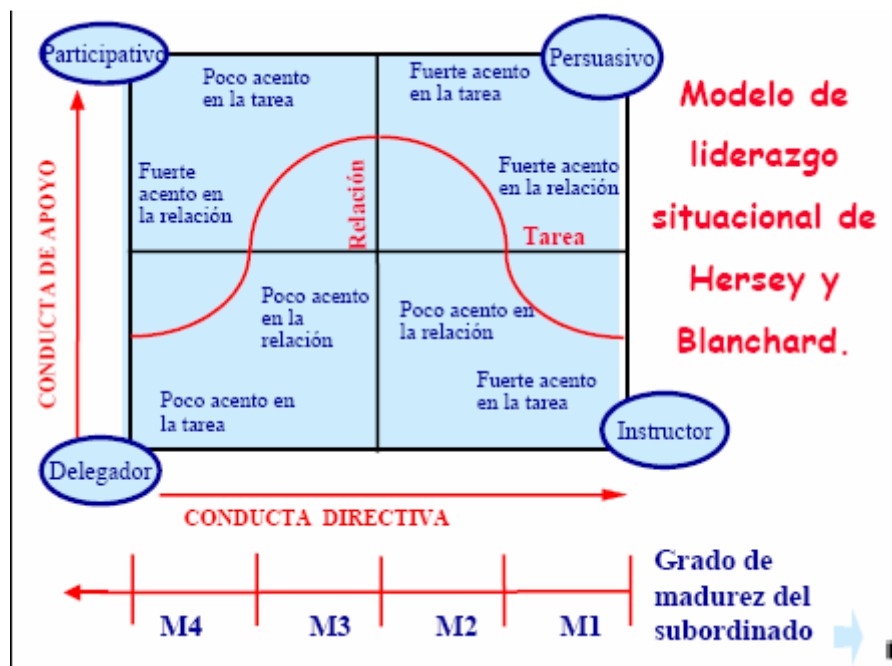 Participativo
Persuasivo
Poco acento
en la tarea
Fuerte acento
en la tarea
Fuerte
acento en
la relación
Fuerte acento
en la relación
Relación
Tarea
Poco acento
en la
relación
Poco acento en
la relación
Poco acento en
la tarea
Fuerte acento
en la tarea
Delegador
Instructor
CONDUCTA DE APOYO
CONDUCTA DIRECTIVA
Modelo de
liderazgo
situacional de
Hersey y
Blanchard.
M4 M3 M2 M1
Grado de
madurez del
subordinado